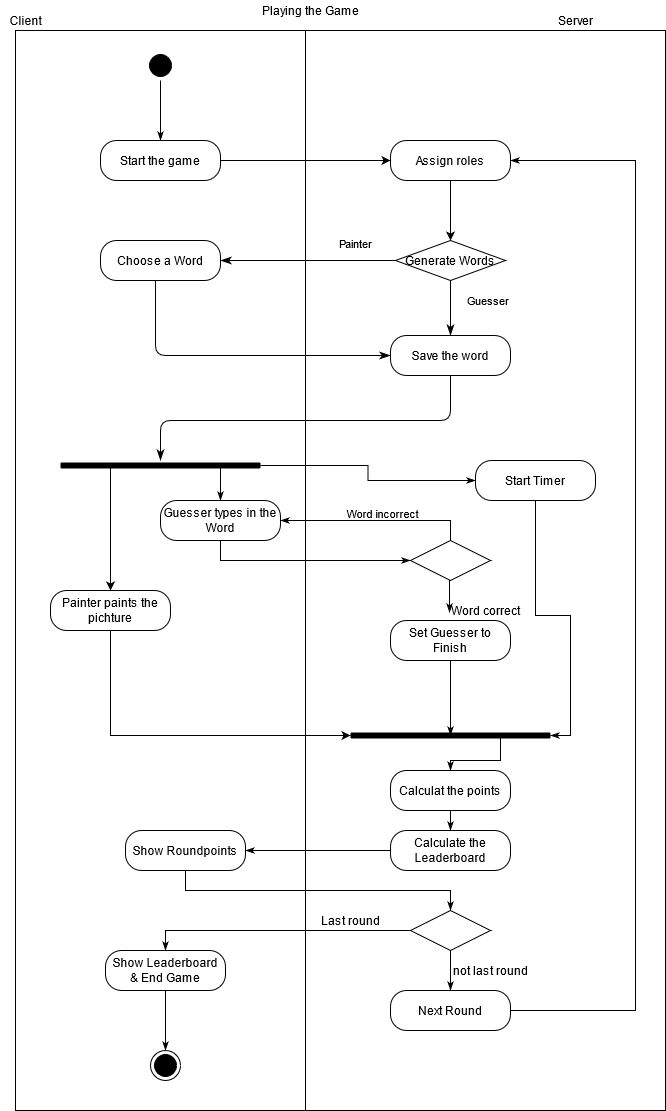 Playing the Game
Client
Server
Start the game
Assign roles
Painter
Choose a Word
Generate Words
Guesser
Save the word
Start Timer
Guesser types in the
Word
Word incorrect
Painter paints the
pichture
Word correct
Set Guesser to
Finish
Calculat the points
Show Roundpoints
Calculate the
Leaderboard
Last round
Show Leaderboard
& End Game
not last round
Next Round